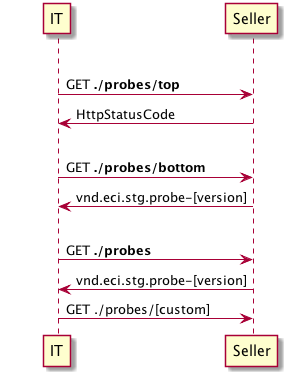 IT Seller
GET ./probes/top
HttpStatusCode
GET ./probes/bottom
vnd.eci.stg.probe-[version]
GET ./probes
vnd.eci.stg.probe-[version]
GET ./probes/[custom]
IT Seller